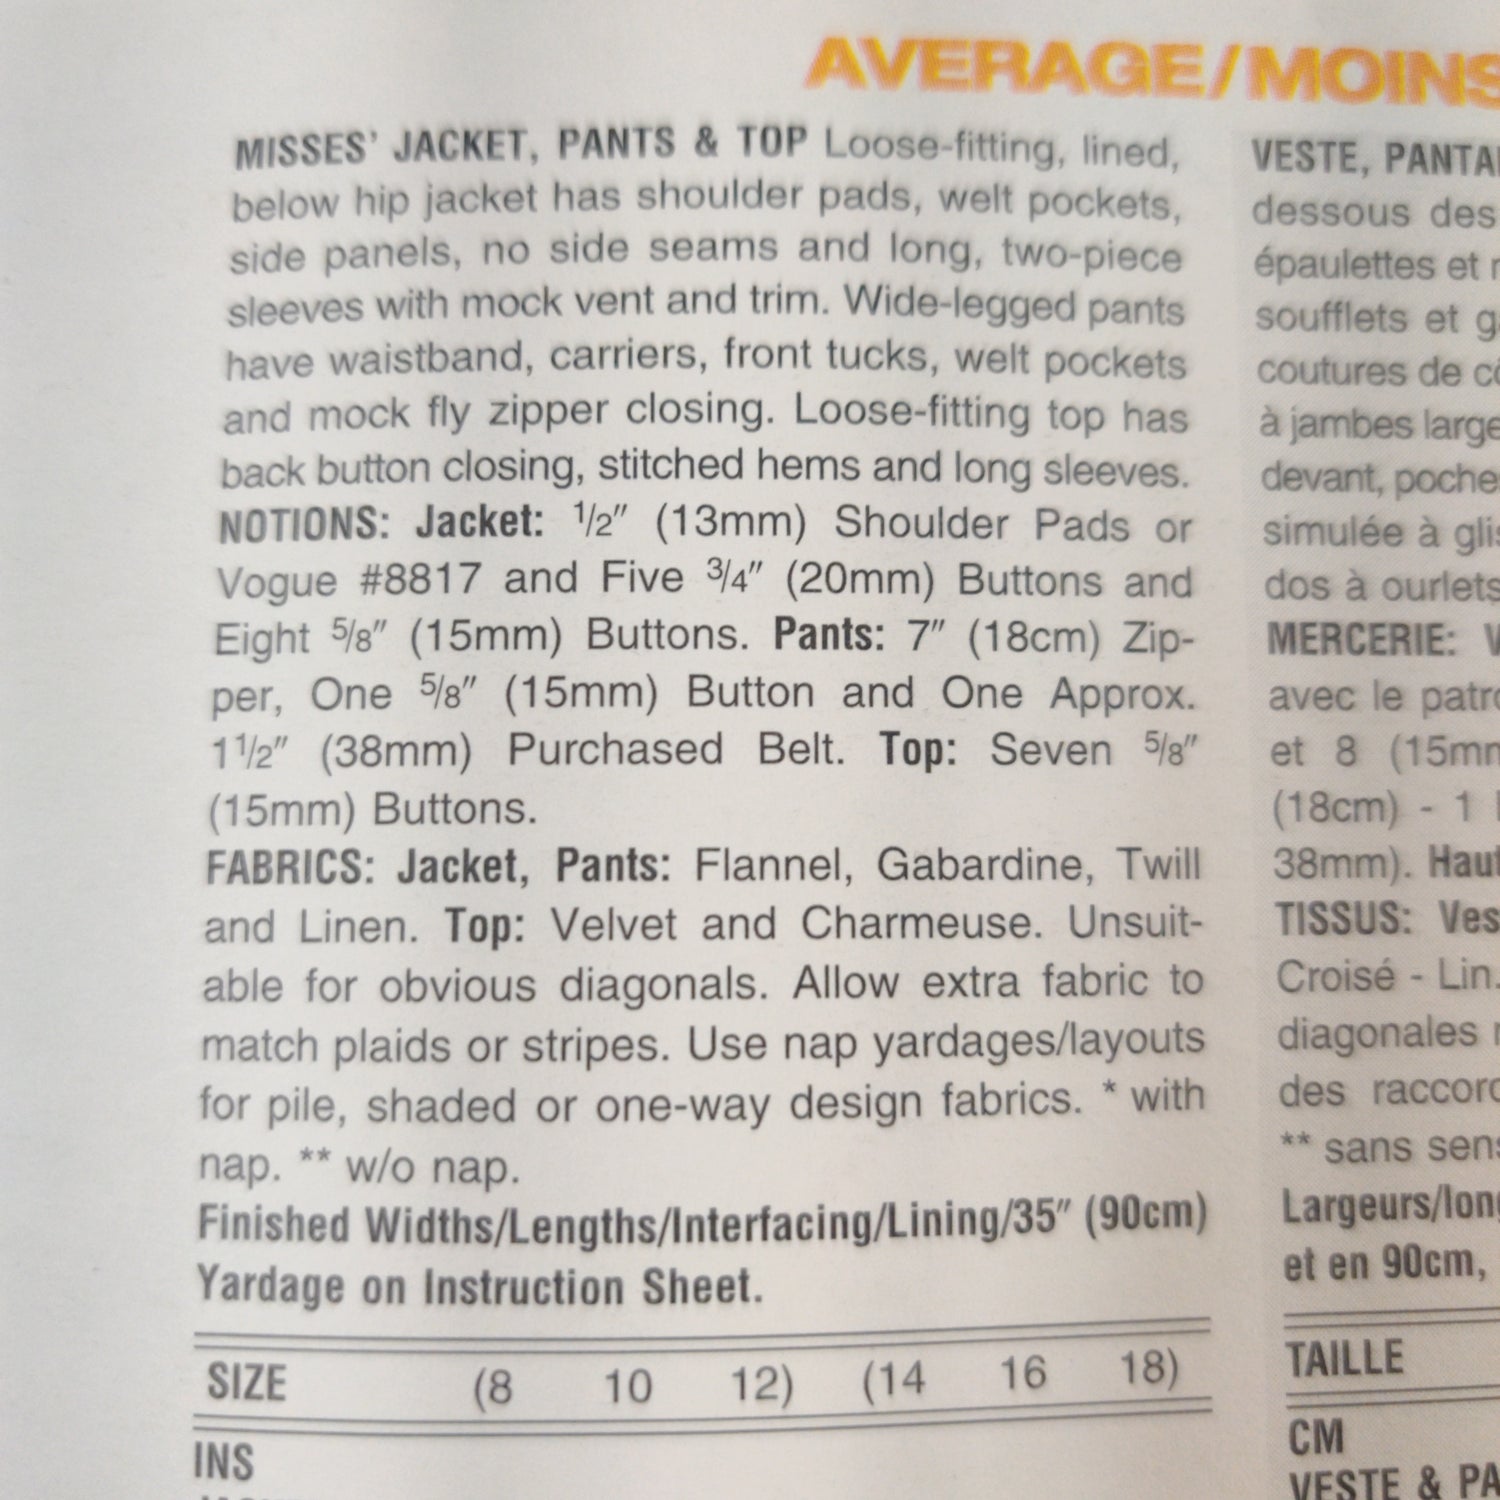 AVERAGE/MOINS
MISSES' JACKET, PANTS & TOP Loose-fitting, lined,
below hip jacket has shoulder pads, welt pockets,
side panels, no side seams and long, two-piece
sleeves with mock vent and trim. Wide-legged pants
have waistband, carriers, front tucks, welt pockets
and mock fly zipper closing. Loose-fitting top has
back button closing, stitched hems and long sleeves.
NOTIONS: Jacket: 1/2" (13mm) Shoulder Pads or
Vogue #8817 and Five 3/4" (20mm) Buttons and
Eight 5/8" (15mm) Buttons. Pants: 7" (18cm) Zip-
per, One 5/8" (15mm) Button and One Approx.
1 1/2" (38mm) Purchased Belt. Top: Seven 5/8"
(15mm) Buttons.
FABRICS: Jacket, Pants: Flannel, Gabardine, Twill
and Linen. Top: Velvet and Charmeuse. Unsuit-
able for obvious diagonals. Allow extra fabric to
match plaids or stripes. Use nap yardages/layouts
for pile, shaded or one-way design fabrics. * with
nap. ** w/o nap.
Finished Widths/Lengths/Interfacing/Lining/35" (90cm)
Yardage on Instruction Sheet.
SIZE (8 10 12) (14 16 18)
INS
VESTE,
dessous des
épaulettes et
soufflets et
coutures de
à jambes
devant,
simulée à
dos à ourlets
MERCERIE:
avec le
et 8 (15mm
(18cm) - 1
38mm). Haut
TISSUS:
Croisé - Lin.
diagonales
des
** sans
et en 90cm,
TAILLE
CM
VESTE &